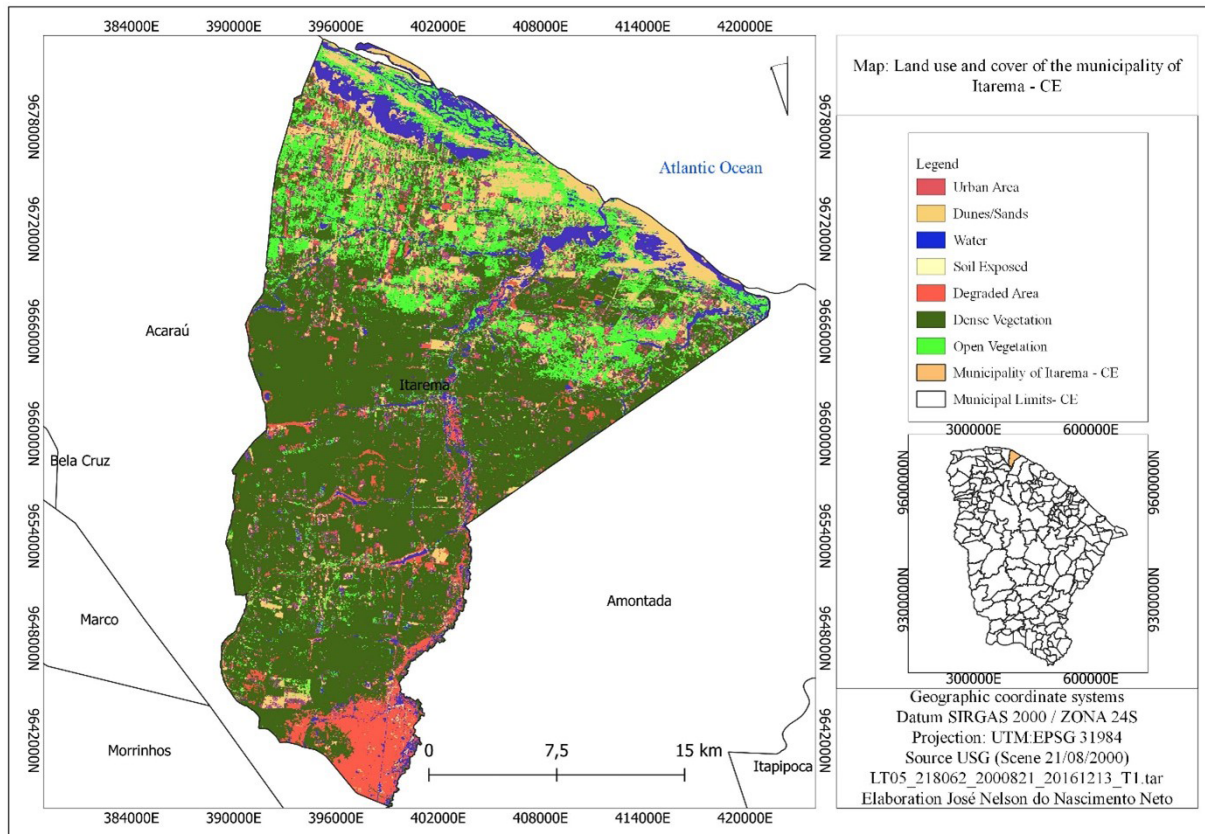 384000E 390000E 396000E 402000E 408000E 414000E 420000E
9678000N
9672000N
9666000N
9660000N
9654000N
9648000N
9642000N
Atlantic Ocean
Acaraú
Itarema
Bela Cruz
Marco
Amontada
Morrinhos
Itapipoca
0 7,5 15 km
9678000N
9672000N
9666000N
9660000N
9654000N
9648000N
9642000N
384000E 390000E 396000E 402000E 408000E 414000E 420000E
Map: Land use and cover of the municipality of
Itarema - CE
Legend
Urban Area
Dunes/Sands
Water
Soil Exposed
Degraded Area
Dense Vegetation
Open Vegetation
Municipality of Itarema - CE
Municipal Limits- CE
300000E 600000E
9600000N 9600000N
9300000N 9300000N
300000E 600000E
Geographic coordinate systems
Datum SIRGAS 2000 / ZONA 24S
Projection: UTM:EPSG 31984
Source USG (Scene 21/08/2000)
LT05_218062_2000821_20161213_T1.tar
Elaboration José Nelson do Nascimento Neto